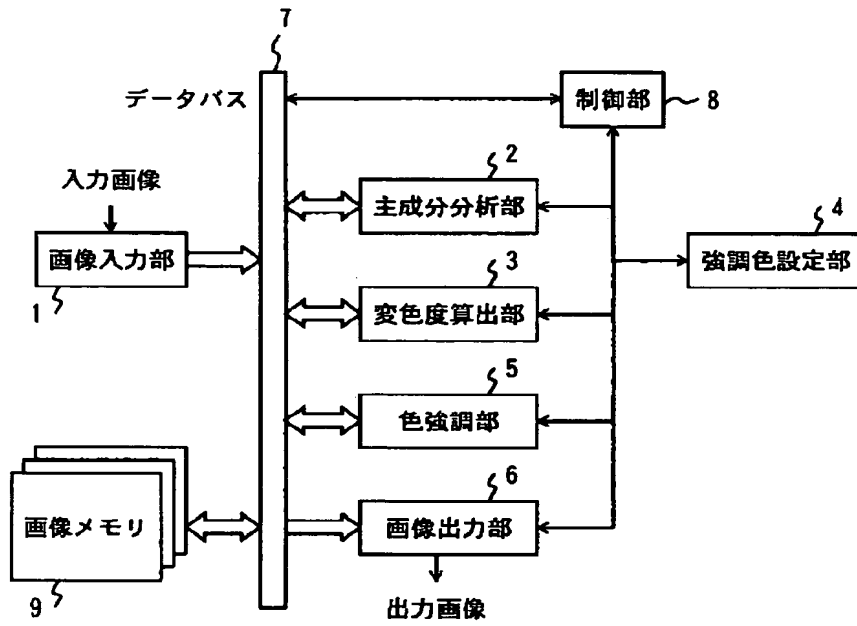 7
データバス
制御部
8
入力画像
2
主成分分析部
4
画像入力部
強調色設定部
1
3
変色度算出部
5
色強調部
6
画像メモリ
画像出力部
9
出力画像